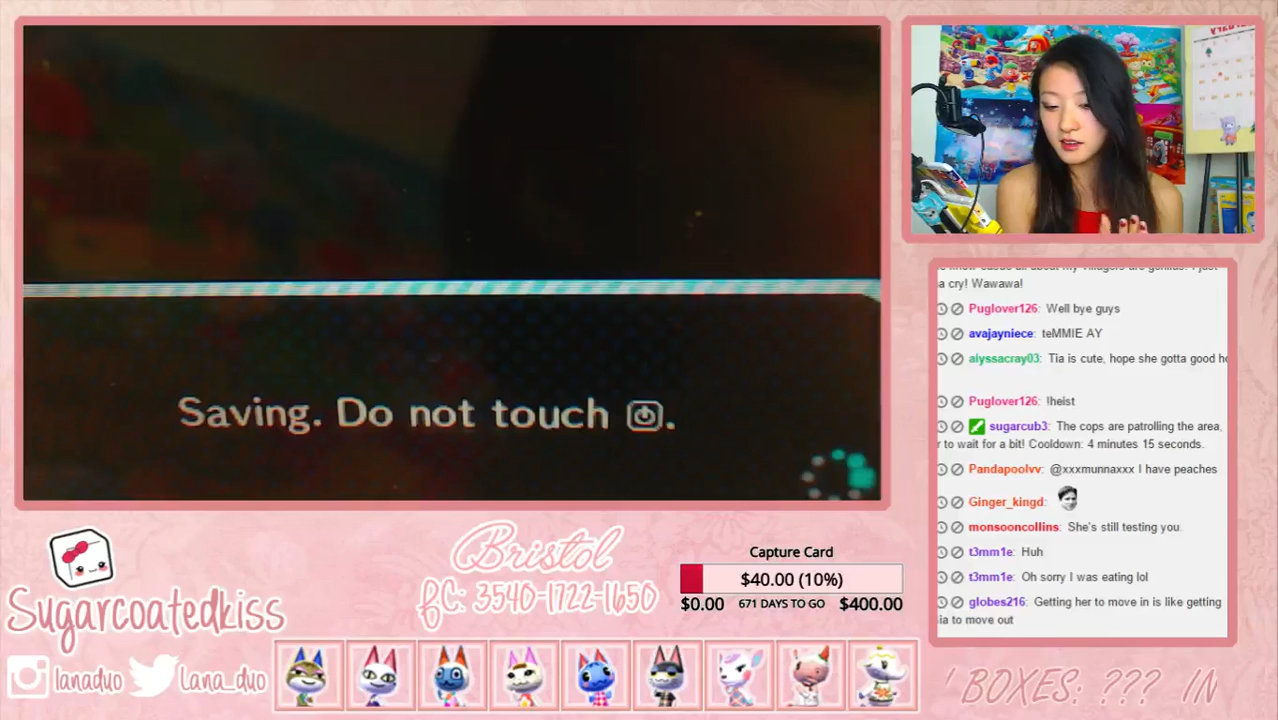 Saving. Do not touch
a cry! Wawawa!
Puglover126: Well bye guys
avajayniece: teMMIE AY
alyssacray03: Tia is cute, hope she gotta good
Puglover126: !heist
sugarcub3: The cops are patrolling the area,
to wait for a bit! Cooldown: 4 minutes 15 seconds.
Pandapoolvv: @xxxmunnaxxx I have peaches
Ginger_kingd:
monsooncollins: She's still testing you.
t3mm1e: Huh
t3mm1e: Oh sorry I was eating lol
globes216: Getting her to move in is like getting
to move out
Sugarcoatedkiss
lanaduo
Lana_duo
Bristol
FC: 3540-1722-1650
Capture Card
$40.00 (10%)
$0.00 671 DAYS TO GO $400.00
' BOXES: ??? IN